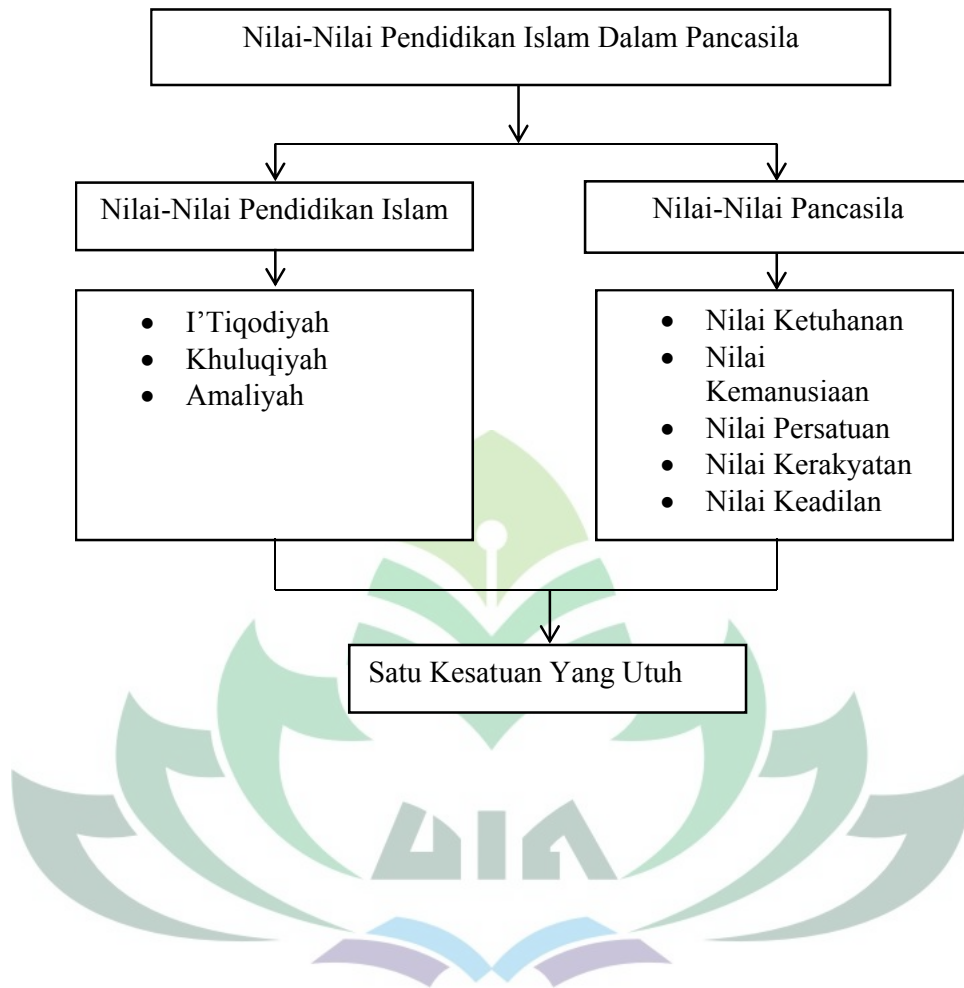 Nilai-Nilai Pendidikan Islam Dalam Pancasila
Nilai-Nilai Pendidikan Islam
Nilai-Nilai Pancasila
• I’Tiqodiyah
• Khuluqiyah
• Amaliyah
• Nilai Ketuhanan
• Nilai
Kemanusiaan
• Nilai Persatuan
• Nilai Kerakyatan
• Nilai Keadilan
Satu Kesatuan Yang Utuh
UIN